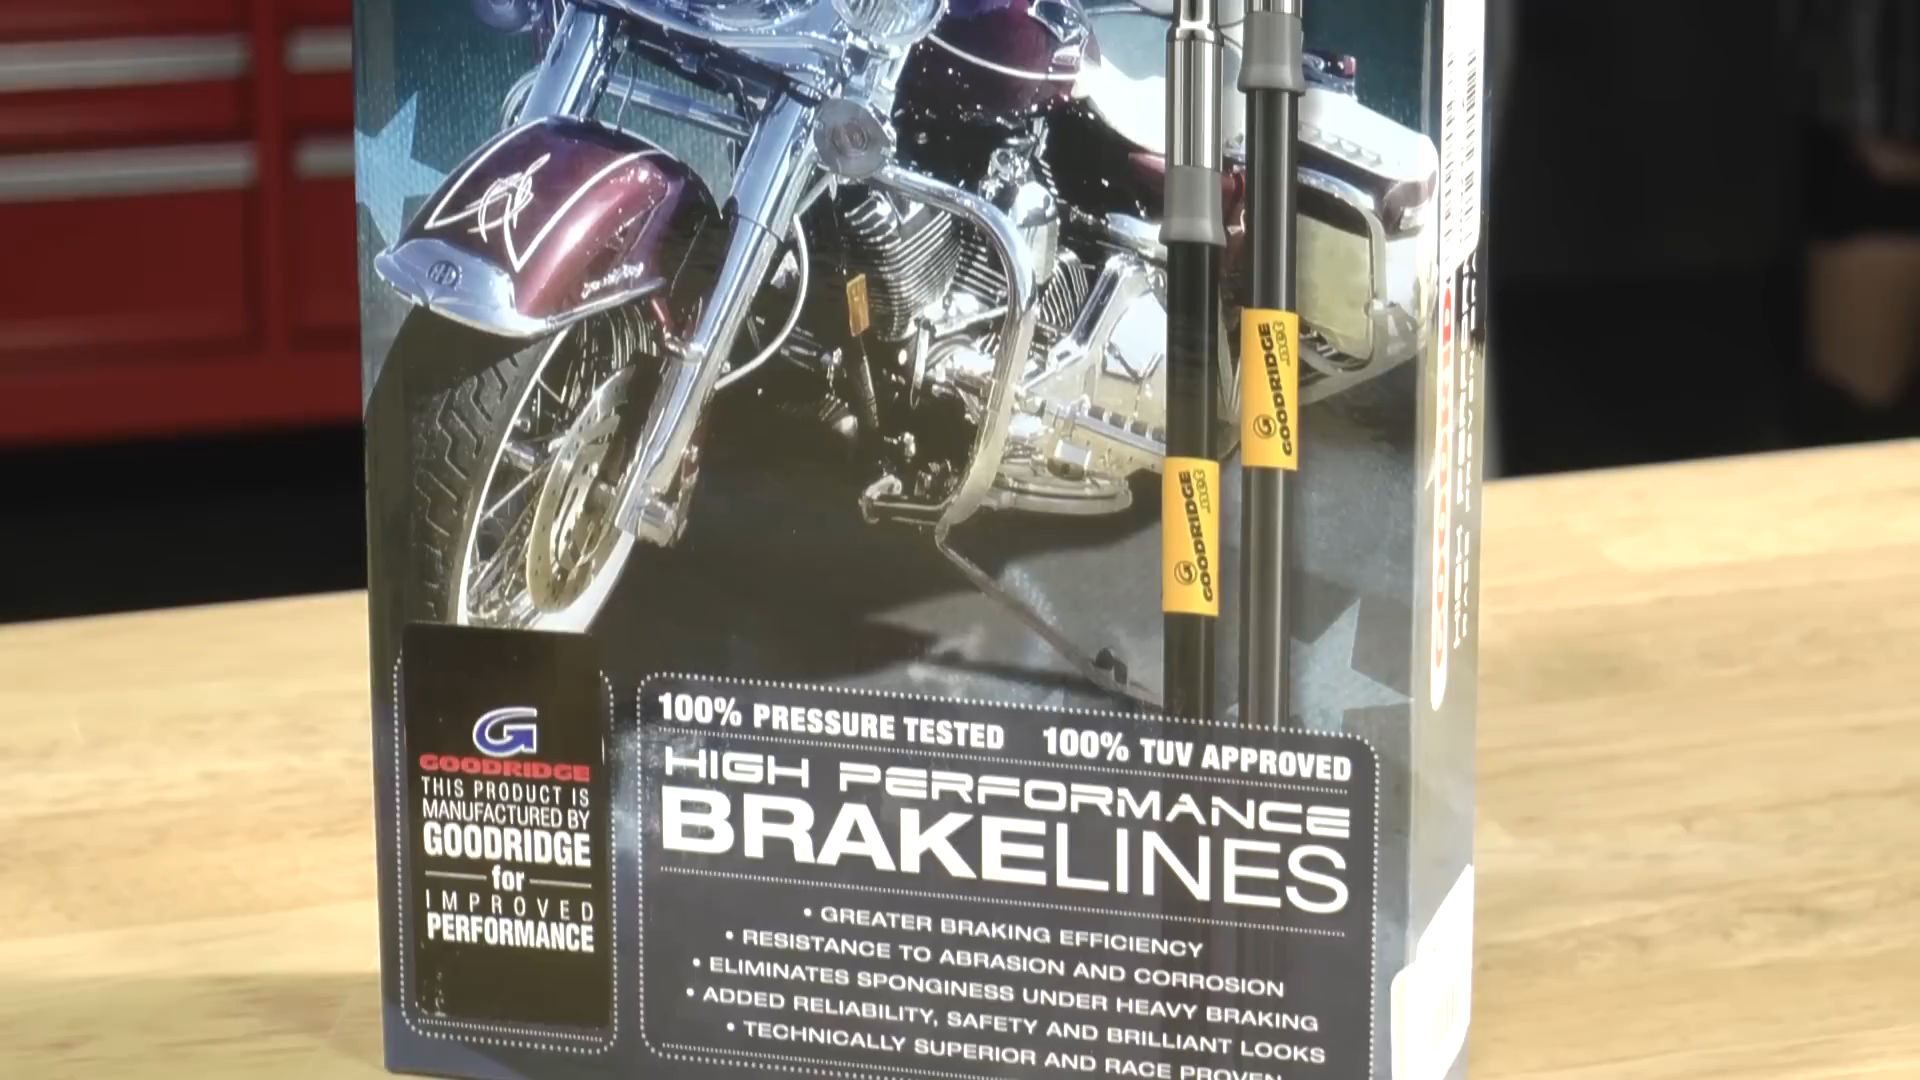 GOODRIDGE
.net
GOODRIDGE
.net
GOODRIDGE
THIS PRODUCT IS
MANUFACTURED BY
GOODRIDGE
for
IMPROVED
PERFORMANCE
100% PRESSURE TESTED 100% TUV APPROVED
HIGH PERFORMANCE
BRAKELINES
• GREATER BRAKING EFFICIENCY
• RESISTANCE TO ABRASION AND CORROSION
• ELIMINATES SPONGINESS UNDER HEAVY BRAKING
• ADDED RELIABILITY, SAFETY AND BRILLIANT LOOKS
• TECHNICALLY SUPERIOR AND RACE PROVEN